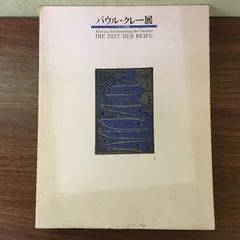 パウル・クレー展
Klee aus der Sammlung der Familie
DIE ZEIT DER REIFE